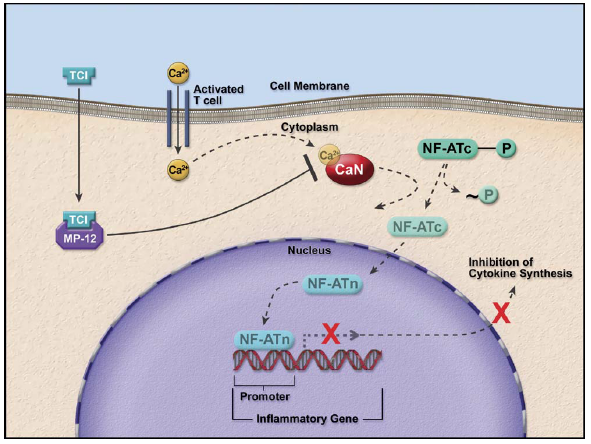 TCI
Ca²⁺
Activated
T cell
Cell Membrane
Cytoplasm
Ca²⁺
Ca²⁺
CaN
NF-ATc
P
~ P
TCI
MP-12
NF-ATc
Nucleus
Inhibition of
Cytokine Synthesis
NF-ATn
X
NF-ATn
X
Promoter
Inflammatory Gene